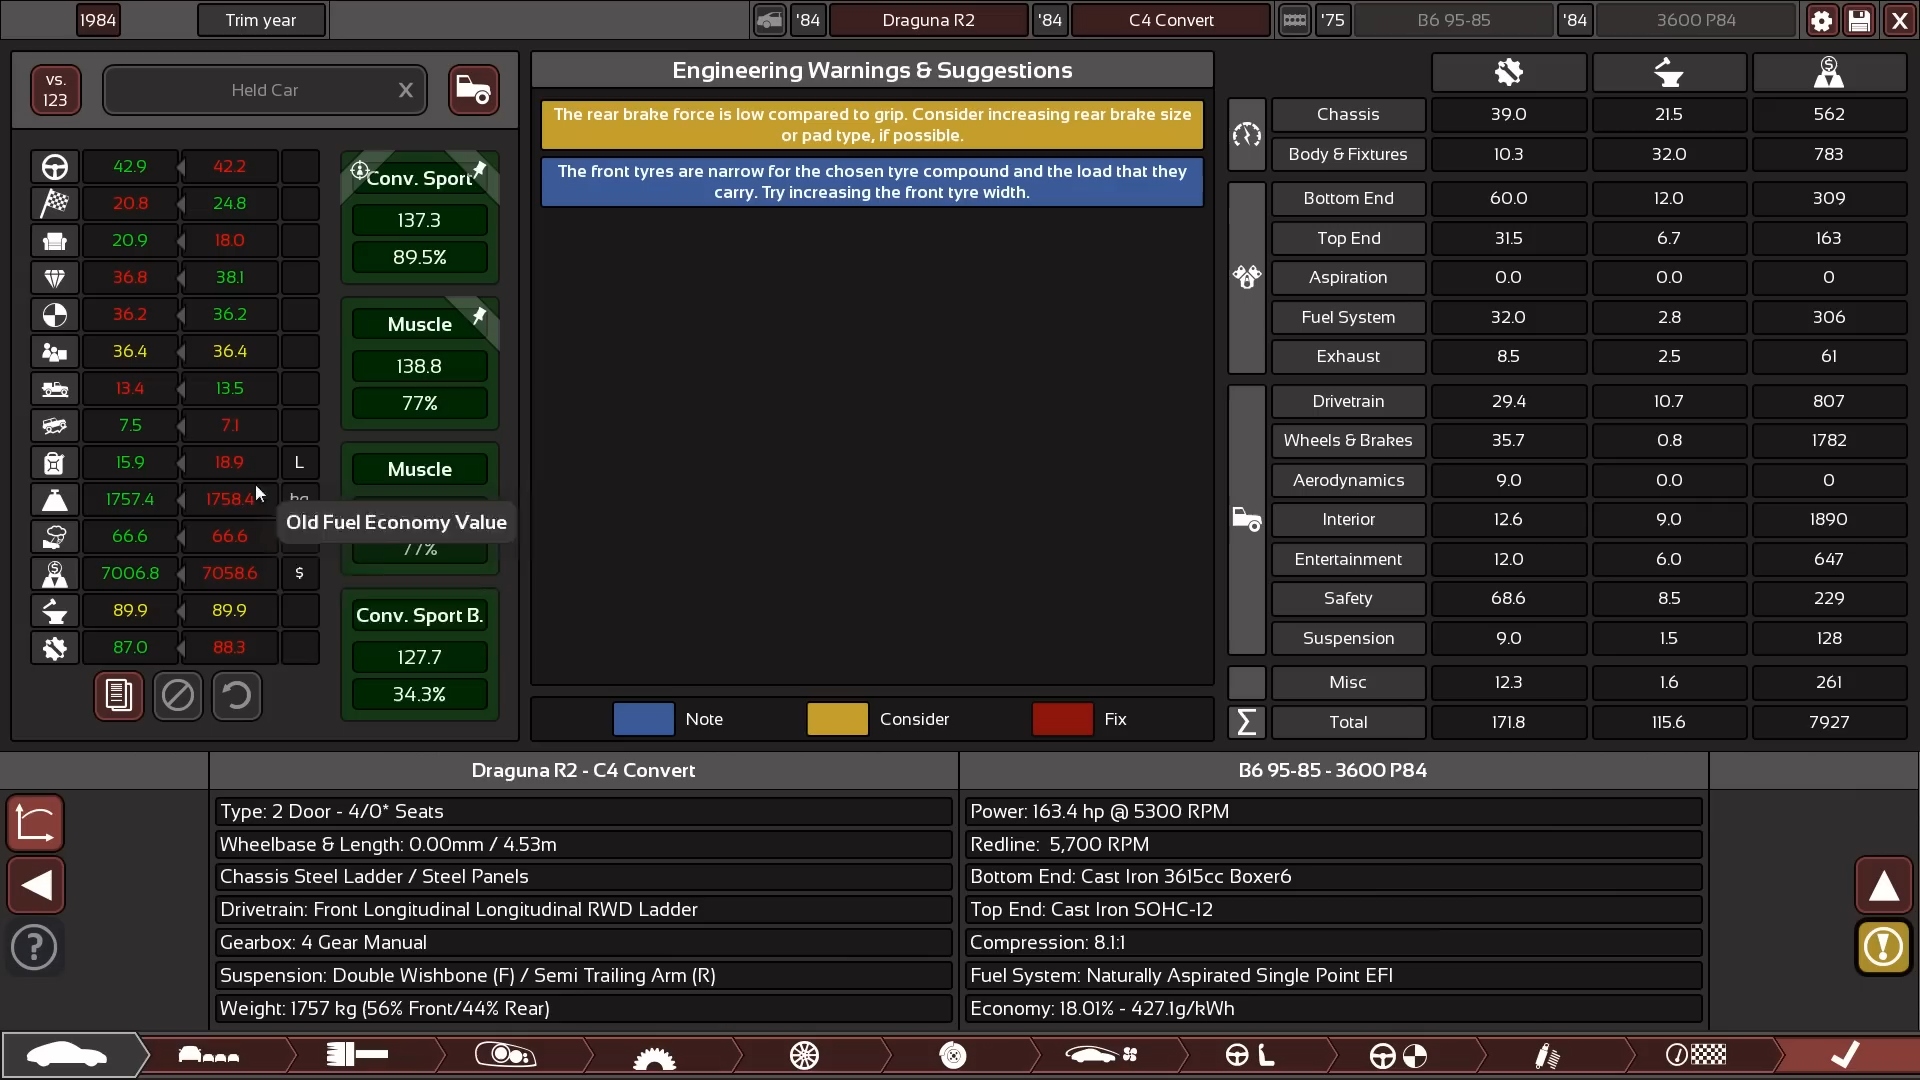 1984
Trim year
'84
Draguna R2
'84
C4 Convert
'75
B6 95-85
'84
3600 P84
X
vs.
123
Held Car
X
42.9
42.2
20.8
24.8
20.9
18.0
36.8
38.1
36.2
36.2
36.4
36.4
13.4
13.5
7.5
7.1
15.9
18.9
L
1757.4
1758.4
66.6
66.6
7006.8
7058.6
$
89.9
89.9
87.0
88.3
Conv. Sport
137.3
89.5%
Muscle
138.8
77%
Muscle
77%
Conv. Sport B.
127.7
34.3%
Old Fuel Economy Value
Engineering Warnings & Suggestions
The rear brake force is low compared to grip. Consider increasing rear brake size
or pad type, if possible.
The front tyres are narrow for the chosen tyre compound and the load that they
carry. Try increasing the front tyre width.
Note
Consider
Fix
Chassis 39.0 21.5 562
Body & Fixtures 10.3 32.0 783
Bottom End 60.0 12.0 309
Top End 31.5 6.7 163
Aspiration 0.0 0.0 0
Fuel System 32.0 2.8 306
Exhaust 8.5 2.5 61
Drivetrain 29.4 10.7 807
Wheels & Brakes 35.7 0.8 1782
Aerodynamics 9.0 0.0 0
Interior 12.6 9.0 1890
Entertainment 12.0 6.0 647
Safety 68.6 8.5 229
Suspension 9.0 1.5 128
Misc 12.3 1.6 261
Σ Total 171.8 115.6 7927
Draguna R2 - C4 Convert
Type: 2 Door - 4/0* Seats
Wheelbase & Length: 0.00mm / 4.53m
Chassis Steel Ladder / Steel Panels
Drivetrain: Front Longitudinal Longitudinal RWD Ladder
Gearbox: 4 Gear Manual
Suspension: Double Wishbone (F) / Semi Trailing Arm (R)
Weight: 1757 kg (56% Front/44% Rear)
B6 95-85 - 3600 P84
Power: 163.4 hp @ 5300 RPM
Redline: 5,700 RPM
Bottom End: Cast Iron 3615cc Boxer6
Top End: Cast Iron SOHC-12
Compression: 8.1:1
Fuel System: Naturally Aspirated Single Point EFI
Economy: 18.01% - 427.1g/kWh